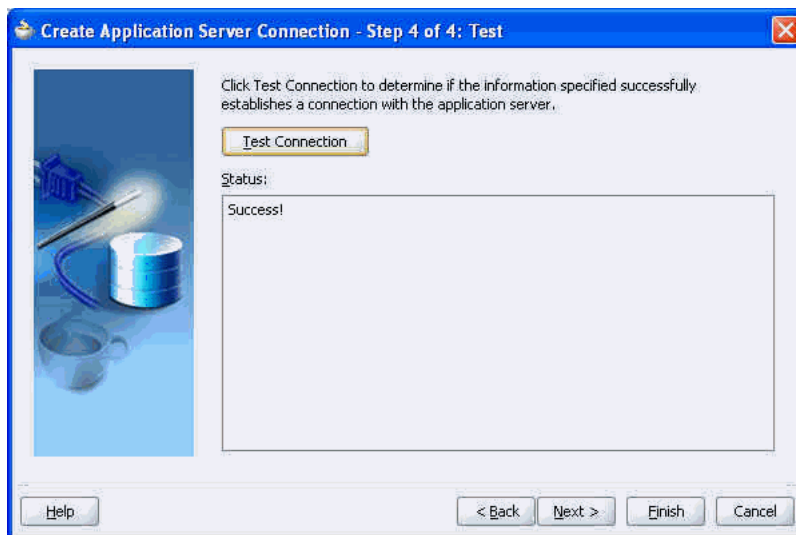 Create Application Server Connection - Step 4 of 4: Test
Click Test Connection to determine if the information specified successfully
establishes a connection with the application server.
Test Connection
Status:
Success!
Help
< Back
Next >
Finish
Cancel